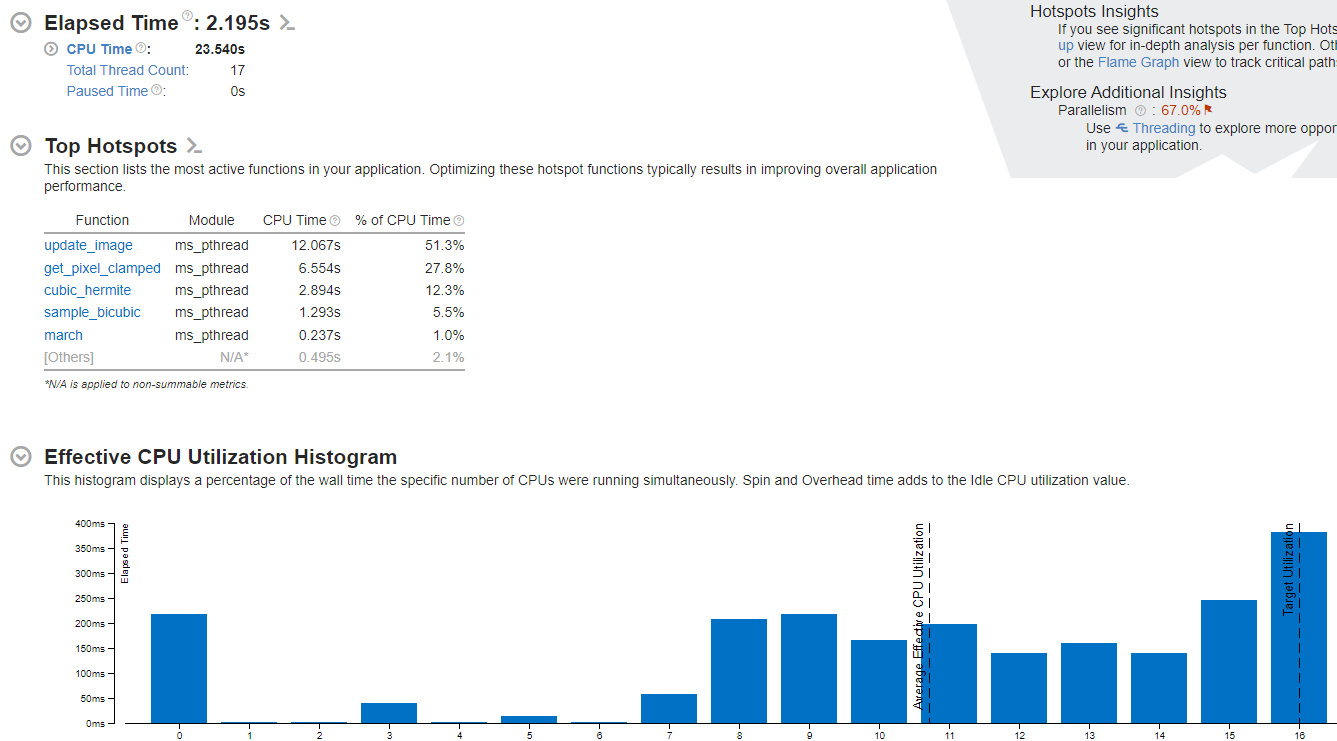 Elapsed Time ? : 2.195s
CPU Time ? : 23.540s
Total Thread Count: 17
Paused Time ? : 0s
Hotspots Insights
If you see significant hotspots in the Top Hots
up view for in-depth analysis per function. Oth
or the Flame Graph view to track critical paths
Explore Additional Insights
Parallelism ? : 67.0%
Use Threading to explore more oppor
in your application.
Top Hotspots
This section lists the most active functions in your application. Optimizing these hotspot functions typically results in improving overall application
performance.
Function Module CPU Time ? % of CPU Time ?
update_image ms_pthread 12.067s 51.3%
get_pixel_clamped ms_pthread 6.554s 27.8%
cubic_hermite ms_pthread 2.894s 12.3%
sample_bicubic ms_pthread 1.293s 5.5%
march ms_pthread 0.237s 1.0%
[Others] N/A* 0.495s 2.1%
*N/A is applied to non-summable metrics.
Effective CPU Utilization Histogram
This histogram displays a percentage of the wall time the specific number of CPUs were running simultaneously. Spin and Overhead time adds to the Idle CPU utilization value.
400ms
350ms
300ms
250ms
200ms
150ms
100ms
50ms
0ms
Elapsed Time
Average Effective CPU Utilization
Target Utilization
0 1 2 3 4 5 6 7 8 9 10 11 12 13 14 15 16